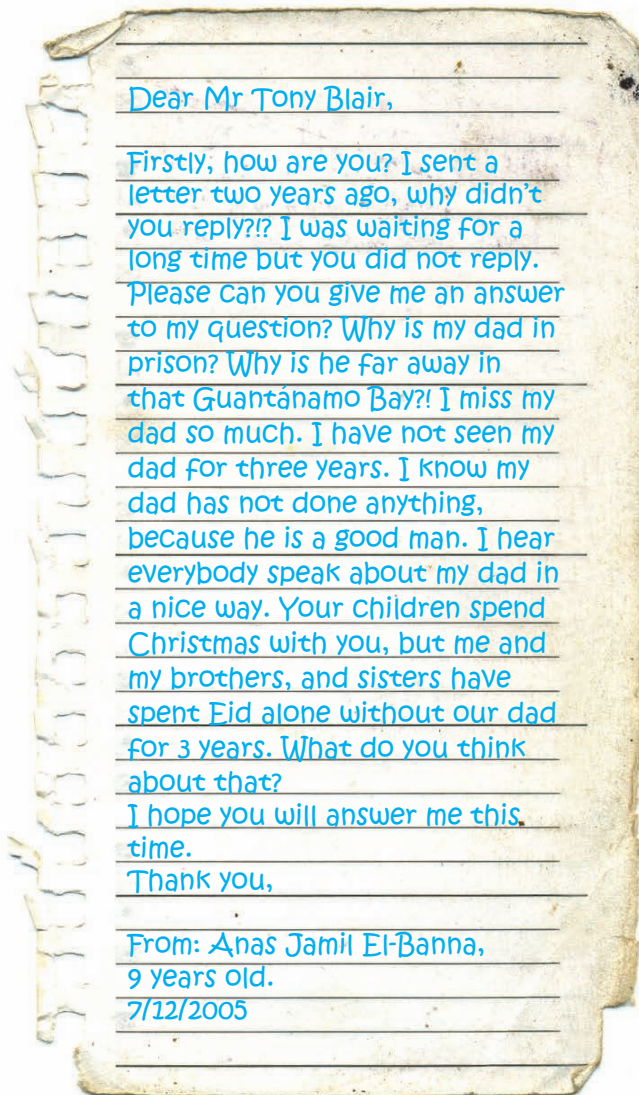 Dear Mr Tony Blair,
Firstly, how are you? I sent a
letter two years ago, why didn't
you reply?!? I was waiting for a
long time but you did not reply.
Please can you give me an answer
to my question? Why is my dad in
prison? Why is he far away in
that Guantánamo Bay?! I miss my
dad so much. I have not seen my
dad for three years. I know my
dad has not done anything,
because he is a good man. I hear
everybody speak about my dad in
a nice way. Your children spend
Christmas with you, but me and
my brothers, and sisters have
spent Eid alone without our dad
for 3 years. What do you think
about that?
I hope you will answer me this
time.
Thank you,
From: Anas Jamil El-Banna,
9 years old.
7/12/2005